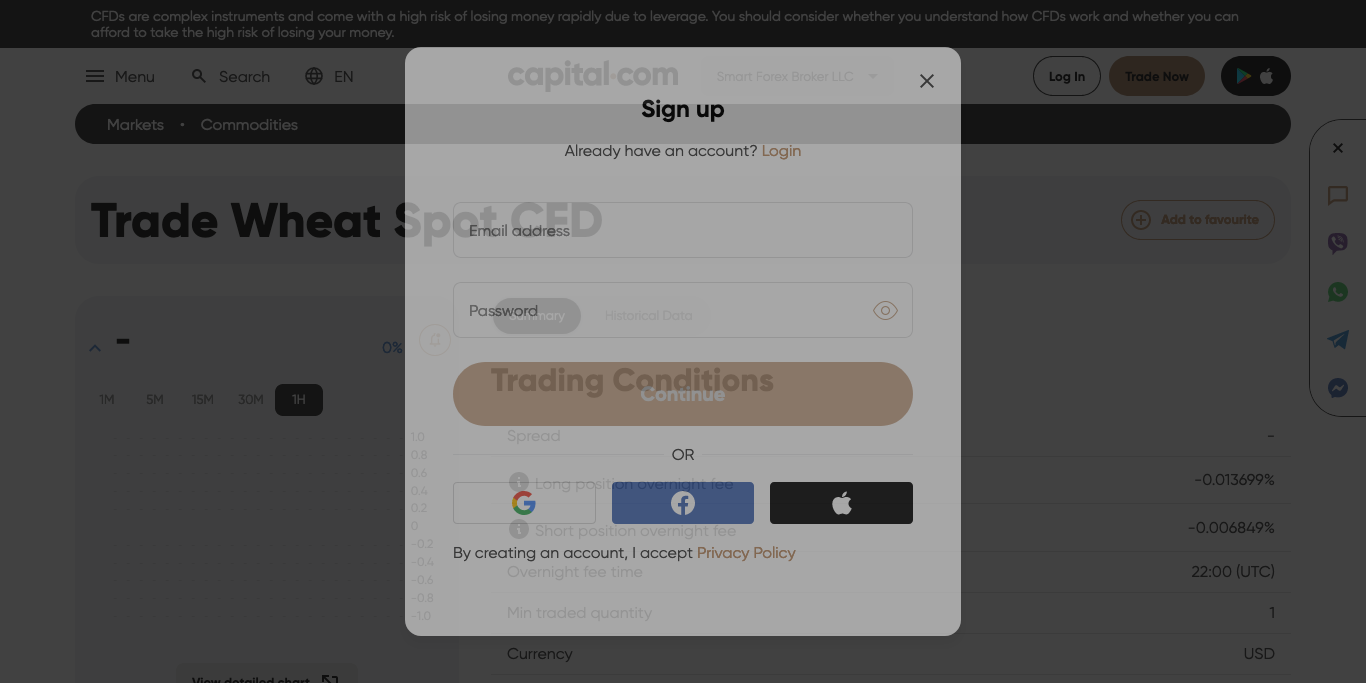 CFDs are complex instruments and come with a high risk of losing money rapidly due to leverage. You should consider whether you understand how CFDs work and whether you can
afford to take the high risk of losing your money.
Menu
Search
EN
capital.com
Smart Forex Broker LLC
Log In
Trade Now
Sign up
Markets • Commodities
Already have an account? Login
Trade Wheat Spot CFD
Add to favourite
Email address
Password
Summary
Historical Data
0%
1M 5M 15M 30M 1H
Trading Conditions
Continue
Spread -
OR
Long position overnight fee -0.013699%
Short position overnight fee -0.006849%
By creating an account, I accept Privacy Policy
Overnight fee time 22:00 (UTC)
Min traded quantity 1
Currency USD
1.0
0.8
0.6
0.4
0.2
0
-0.2
-0.4
-0.6
-0.8
-1.0
View detailed chart